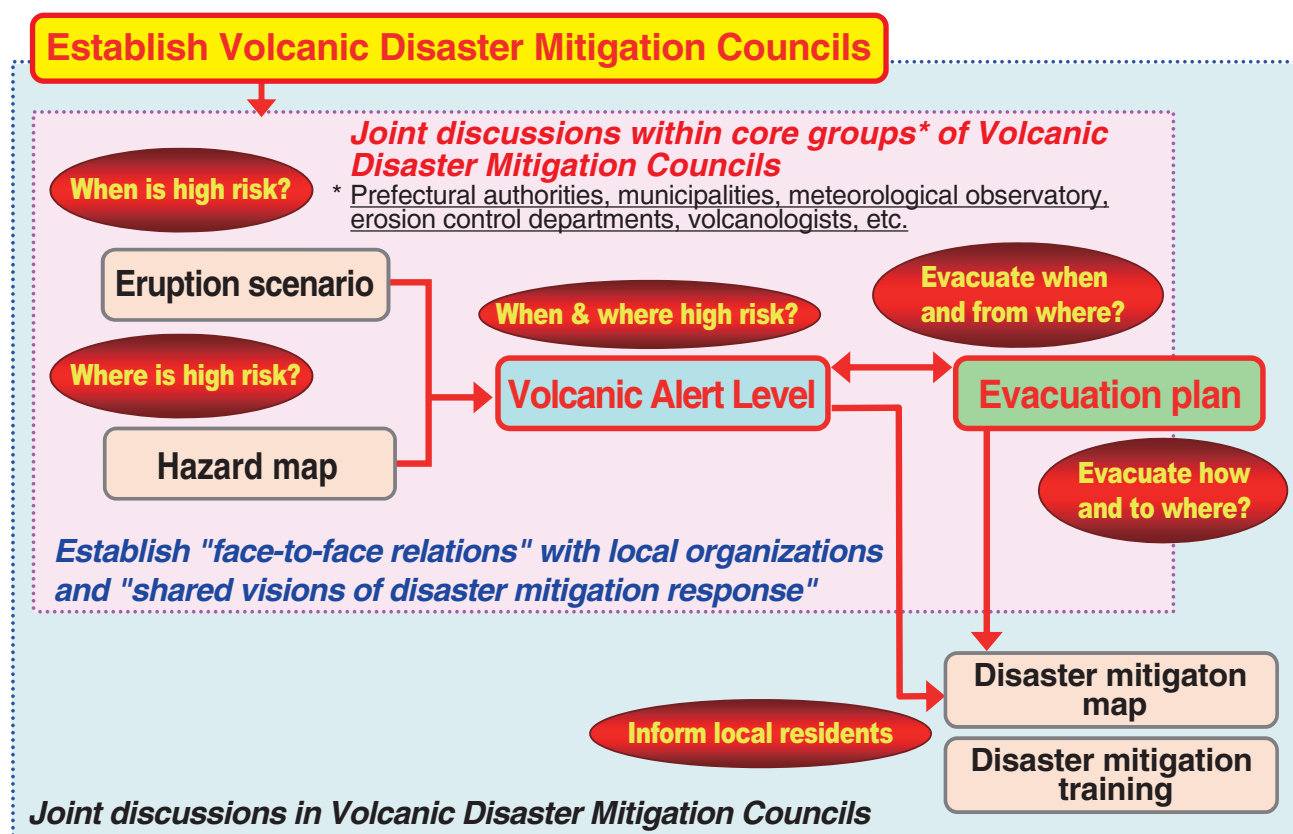 Establish Volcanic Disaster Mitigation Councils
Joint discussions within core groups* of Volcanic
Disaster Mitigation Councils
* Prefectural authorities, municipalities, meteorological observatory,
erosion control departments, volcanologists, etc.
When is high risk?
Eruption scenario
Where is high risk?
Hazard map
When & where high risk?
Volcanic Alert Level
Evacuate when
and from where?
Evacuation plan
Evacuate how
and to where?
Establish "face-to-face relations" with local organizations
and "shared visions of disaster mitigation response"
Inform local residents
Disaster mitigaton
map
Disaster mitigation
training
Joint discussions in Volcanic Disaster Mitigation Councils